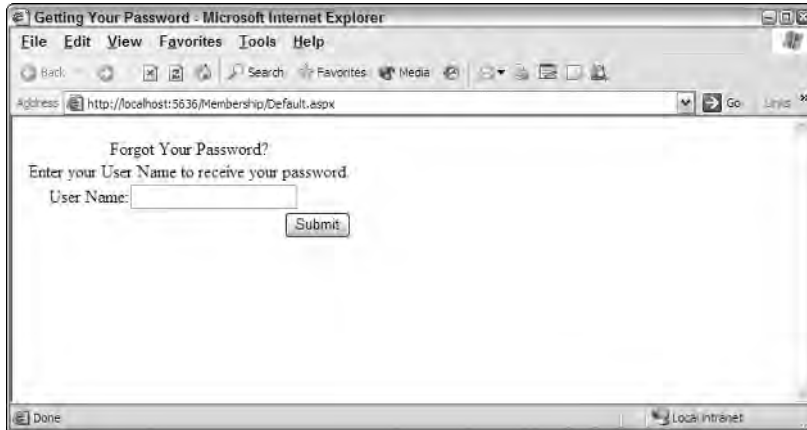 Getting Your Password - Microsoft Internet Explorer
File Edit View Favorites Tools Help
Back Search Favorites Media
Address http://localhost:5636/Membership/Default.aspx Go Links »
Forgot Your Password?
Enter your User Name to receive your password.
User Name:
Submit
Done Local intranet